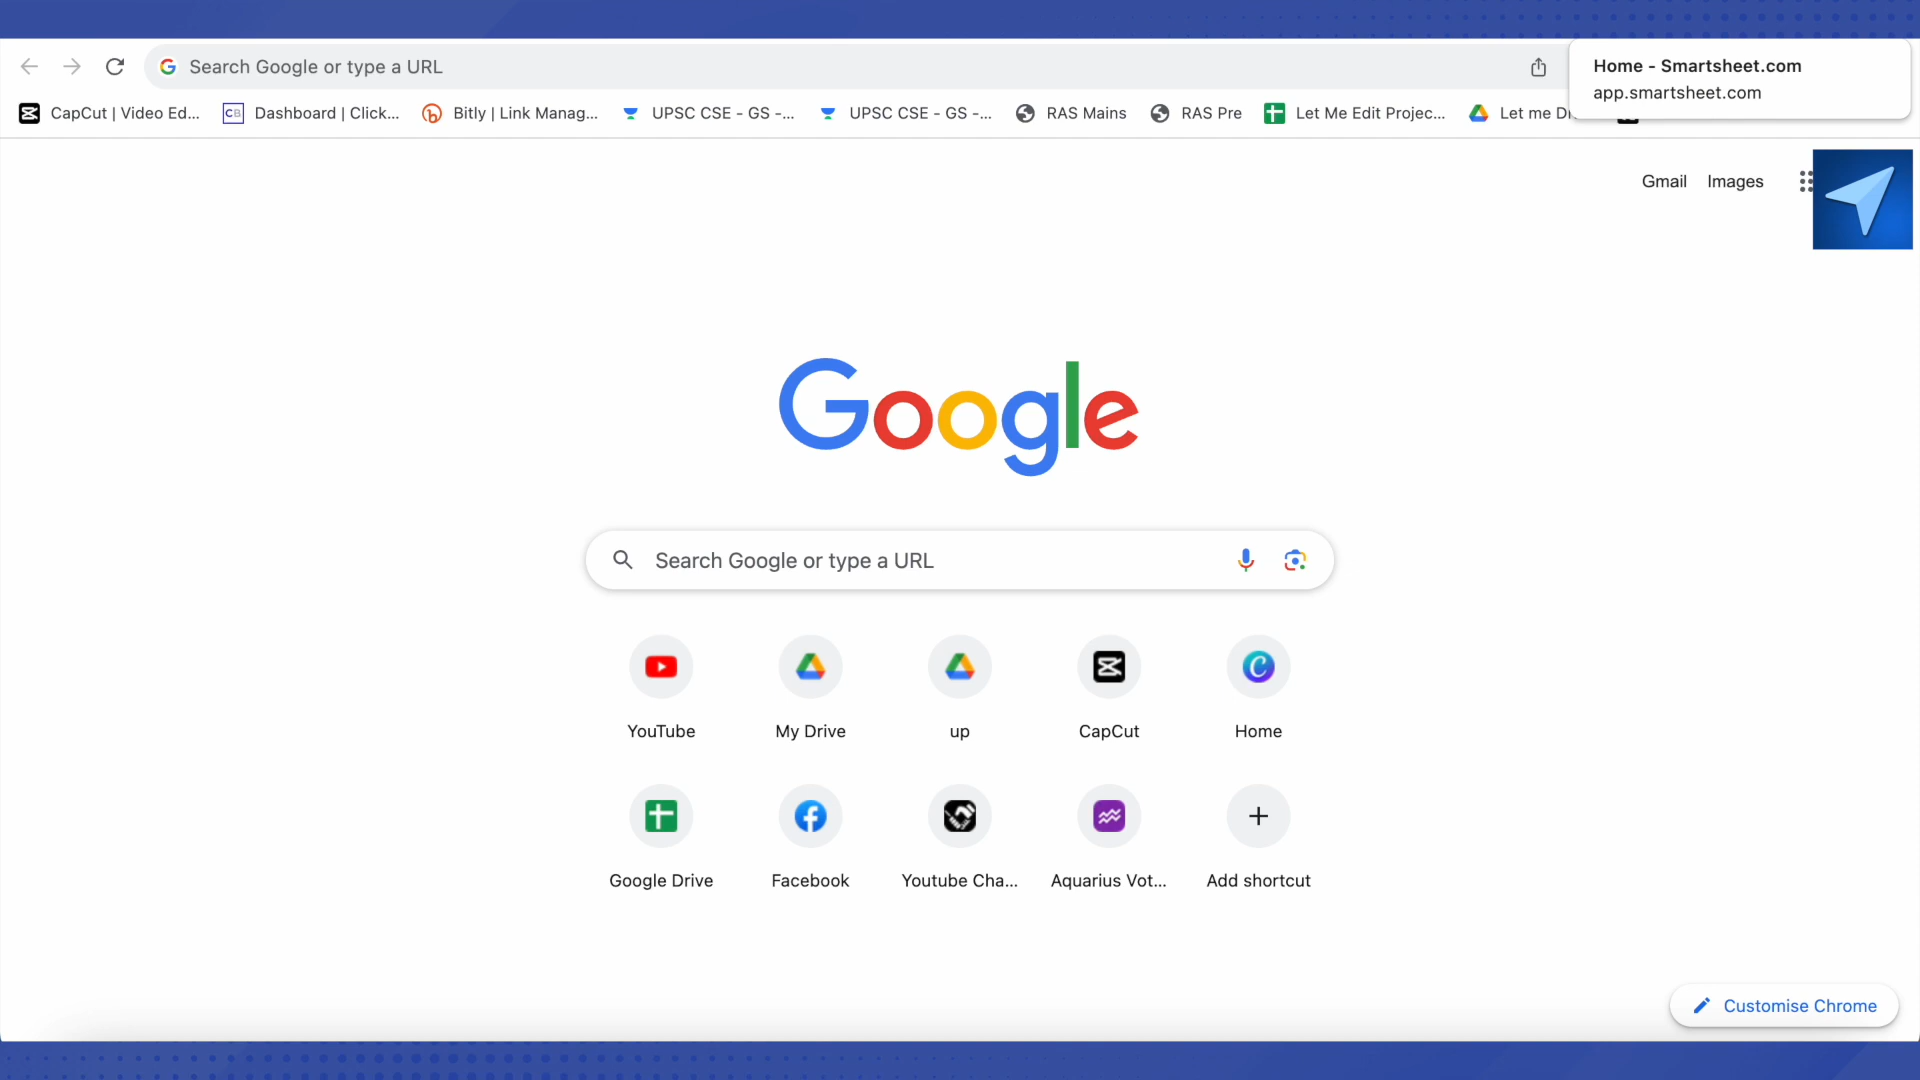 Search Google or type a URL
Home - Smartsheet.com
app.smartsheet.com
CapCut | Video Ed...
CB
Dashboard | Click...
Bitly | Link Manag...
UPSC CSE - GS -...
UPSC CSE - GS -...
RAS Mains
RAS Pre
Let Me Edit Projec...
Let me
Gmail
Images
Google
Search Google or type a URL
YouTube
My Drive
up
CapCut
Home
Google Drive
Facebook
Youtube Cha...
Aquarius Vot...
Add shortcut
Customise Chrome